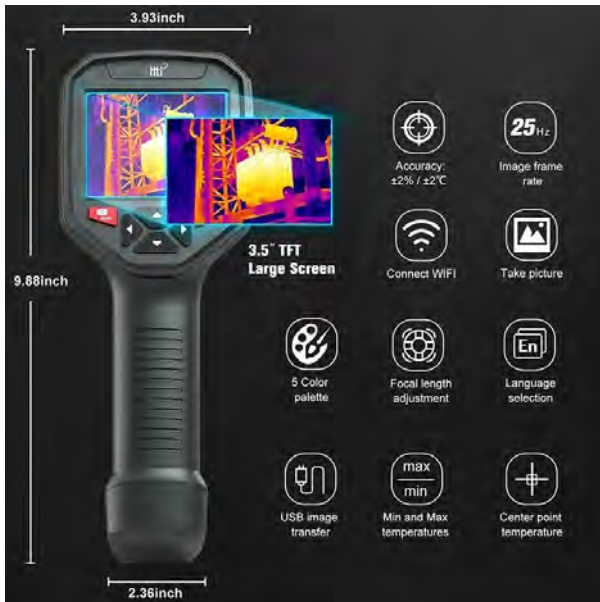 3.93inch
hti
Accuracy:
±2% / ±2℃
25Hz
Image frame
rate
3.5" TFT
Large Screen
Connect WIFI
Take picture
9.88inch
5 Color
palette
Focal length
adjustment
En
Language
selection
USB image
transfer
max
min
Min and Max
temperatures
Center point
temperature
2.36inch